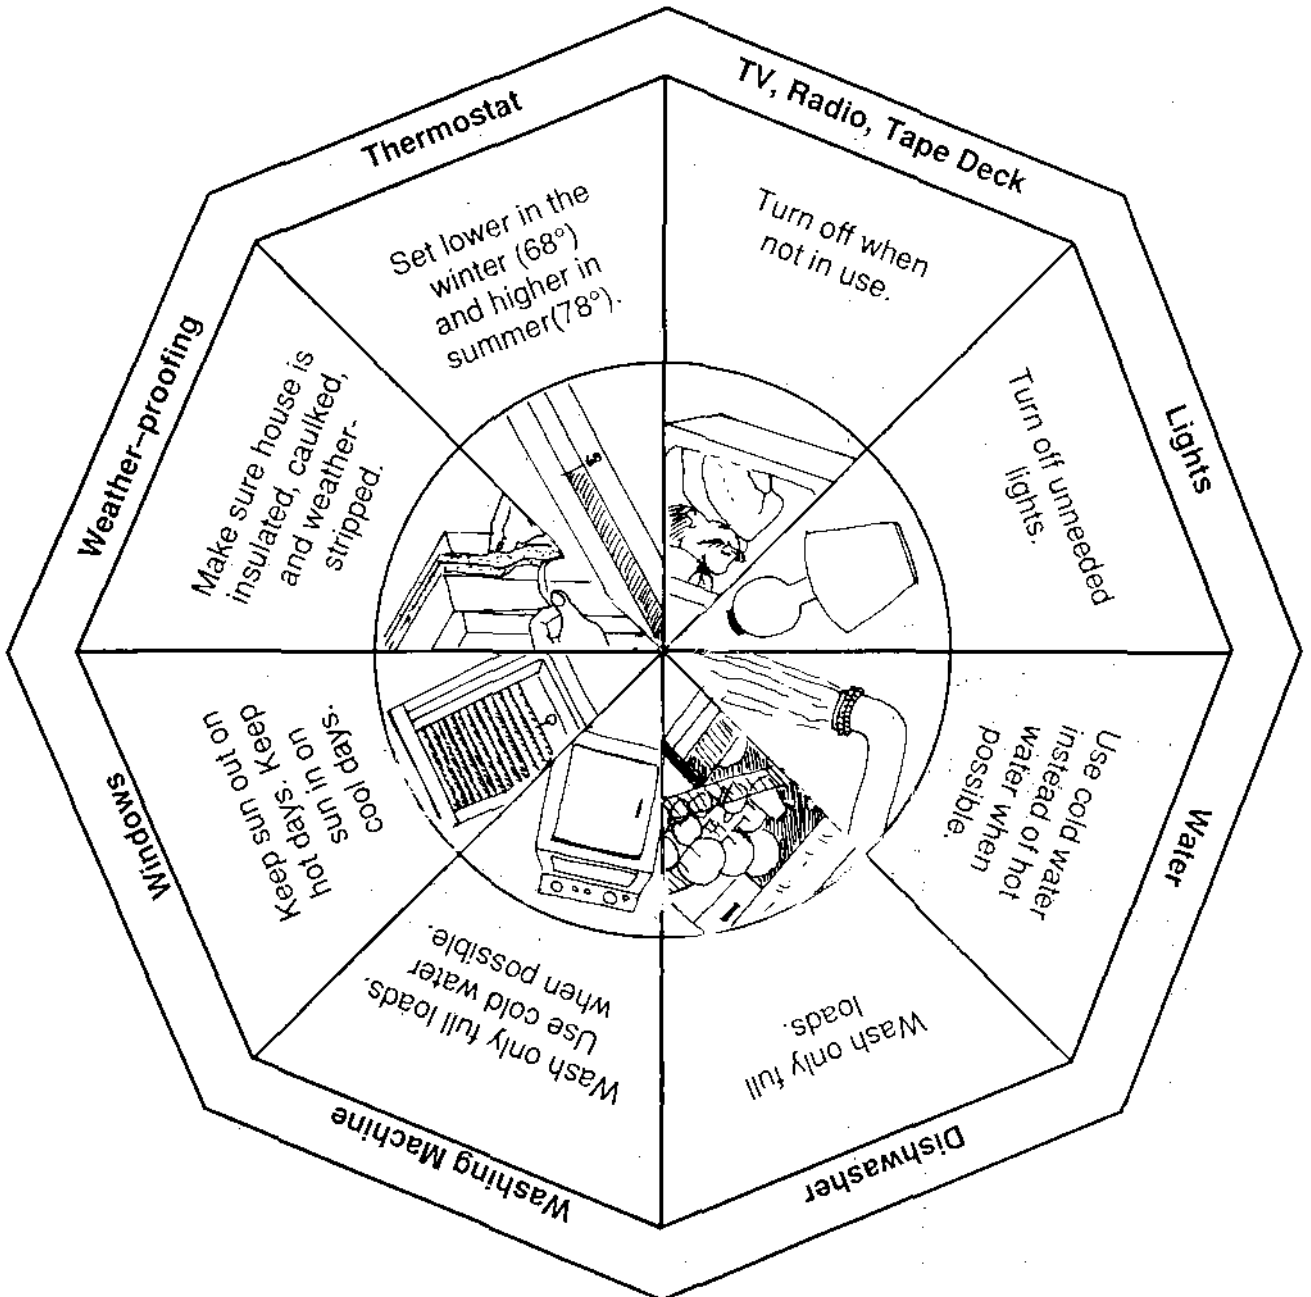 TV, Radio, Tape Deck
Turn off when
not in use.
Lights
Turn off unneeded
lights.
Water
Use cold water
instead of hot
water when
possible.
Dishwasher
Wash only full
loads.
Washing Machine
Wash only full loads.
Use cold water
when possible.
Windows
Keep sun out on
hot days. Keep
sun in on
cool days.
Weather-proofing
Make sure house is
insulated, caulked,
and weather-
stripped.
Thermostat
Set lower in the
winter (68°)
and higher in
summer(78°).